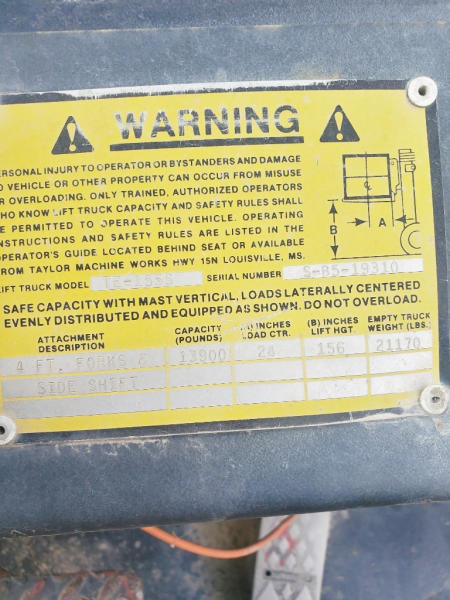 WARNING
ERSONAL INJURY TO OPERATOR OR BYSTANDERS AND DAMAGE
O VEHICLE OR OTHER PROPERTY CAN OCCUR FROM MISUSE
R OVERLOADING. ONLY TRAINED, AUTHORIZED OPERATORS
HO KNOW LIFT TRUCK CAPACITY AND SAFETY RULES SHALL
E PERMITTED TO OPERATE THIS VEHICLE. OPERATING
NSTRUCTIONS AND SAFETY RULES ARE LISTED IN THE
PERATOR'S GUIDE LOCATED BEHIND SEAT OR AVAILABLE
ROM TAYLOR MACHINE WORKS HWY 15N LOUISVILLE, MS.
B A
LIFT TRUCK MODEL SERIAL NUMBER S-B5-19310
SAFE CAPACITY WITH MAST VERTICAL, LOADS LATERALLY CENTERED
EVENLY DISTRIBUTED AND EQUIPPED AS SHOWN. DO NOT OVERLOAD.
ATTACHMENT DESCRIPTION CAPACITY (POUNDS) INCHES LOAD CTR. (B) INCHES LIFT HGT. EMPTY TRUCK WEIGHT (LBS.)
4 FT. FORKS & 13900 24 156 21170
SIDE SHIFT